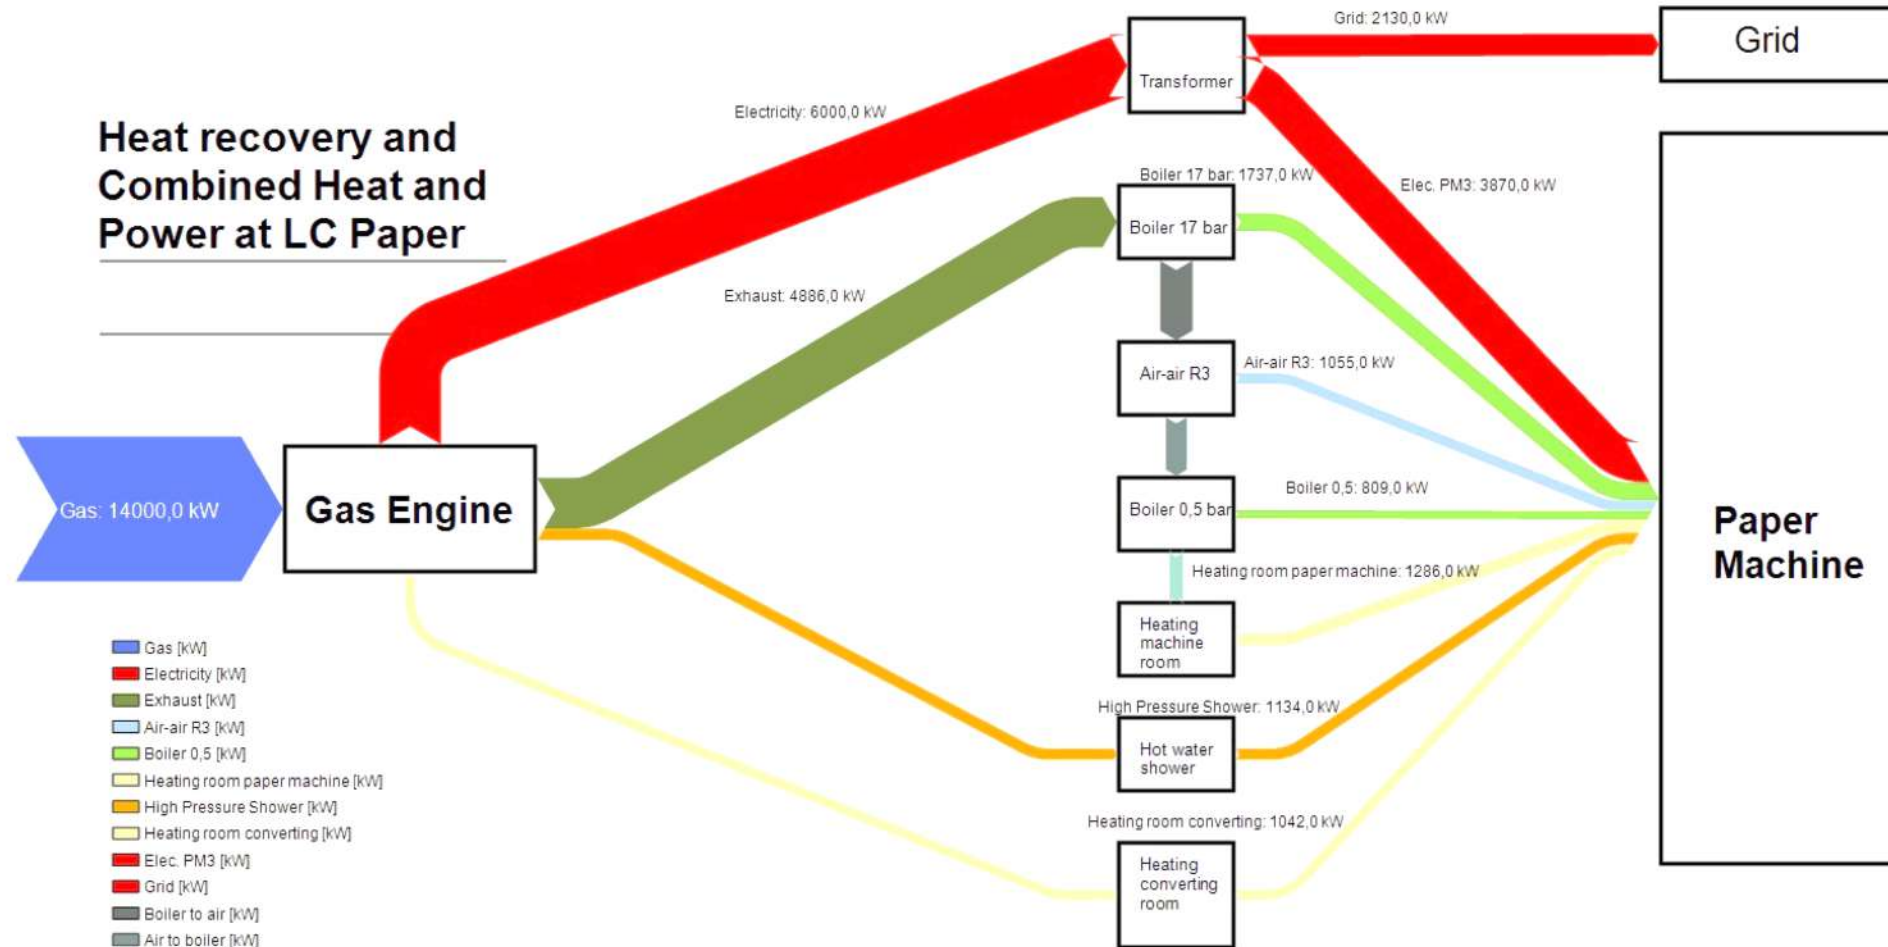 Grid: 2130,0 kW
Grid
Transformer
Electricity: 6000,0 kW
Heat recovery and
Combined Heat and
Power at LC Paper
Boiler 17 bar: 1737,0 kW
Elec. PM3: 3870,0 kW
Boiler 17 bar
Exhaust: 4886,0 kW
Air-air R3: 1055,0 kW
Air-air R3
Boiler 0,5: 809,0 kW
Gas: 14000,0 kW
Gas Engine
Boiler 0,5 bar
Paper
Machine
Heating room paper machine: 1286,0 kW
Heating
machine
room
High Pressure Shower: 1134,0 kW
Hot water
shower
Heating room converting: 1042,0 kW
Heating
converting
room
Gas [kW]
Electricity [kW]
Exhaust [kW]
Air-air R3 [kW]
Boiler 0,5 [kW]
Heating room paper machine [kW]
High Pressure Shower [kW]
Heating room converting [kW]
Elec. PM3 [kW]
Grid [kW]
Boiler to air [kW]
Air to boiler [kW]